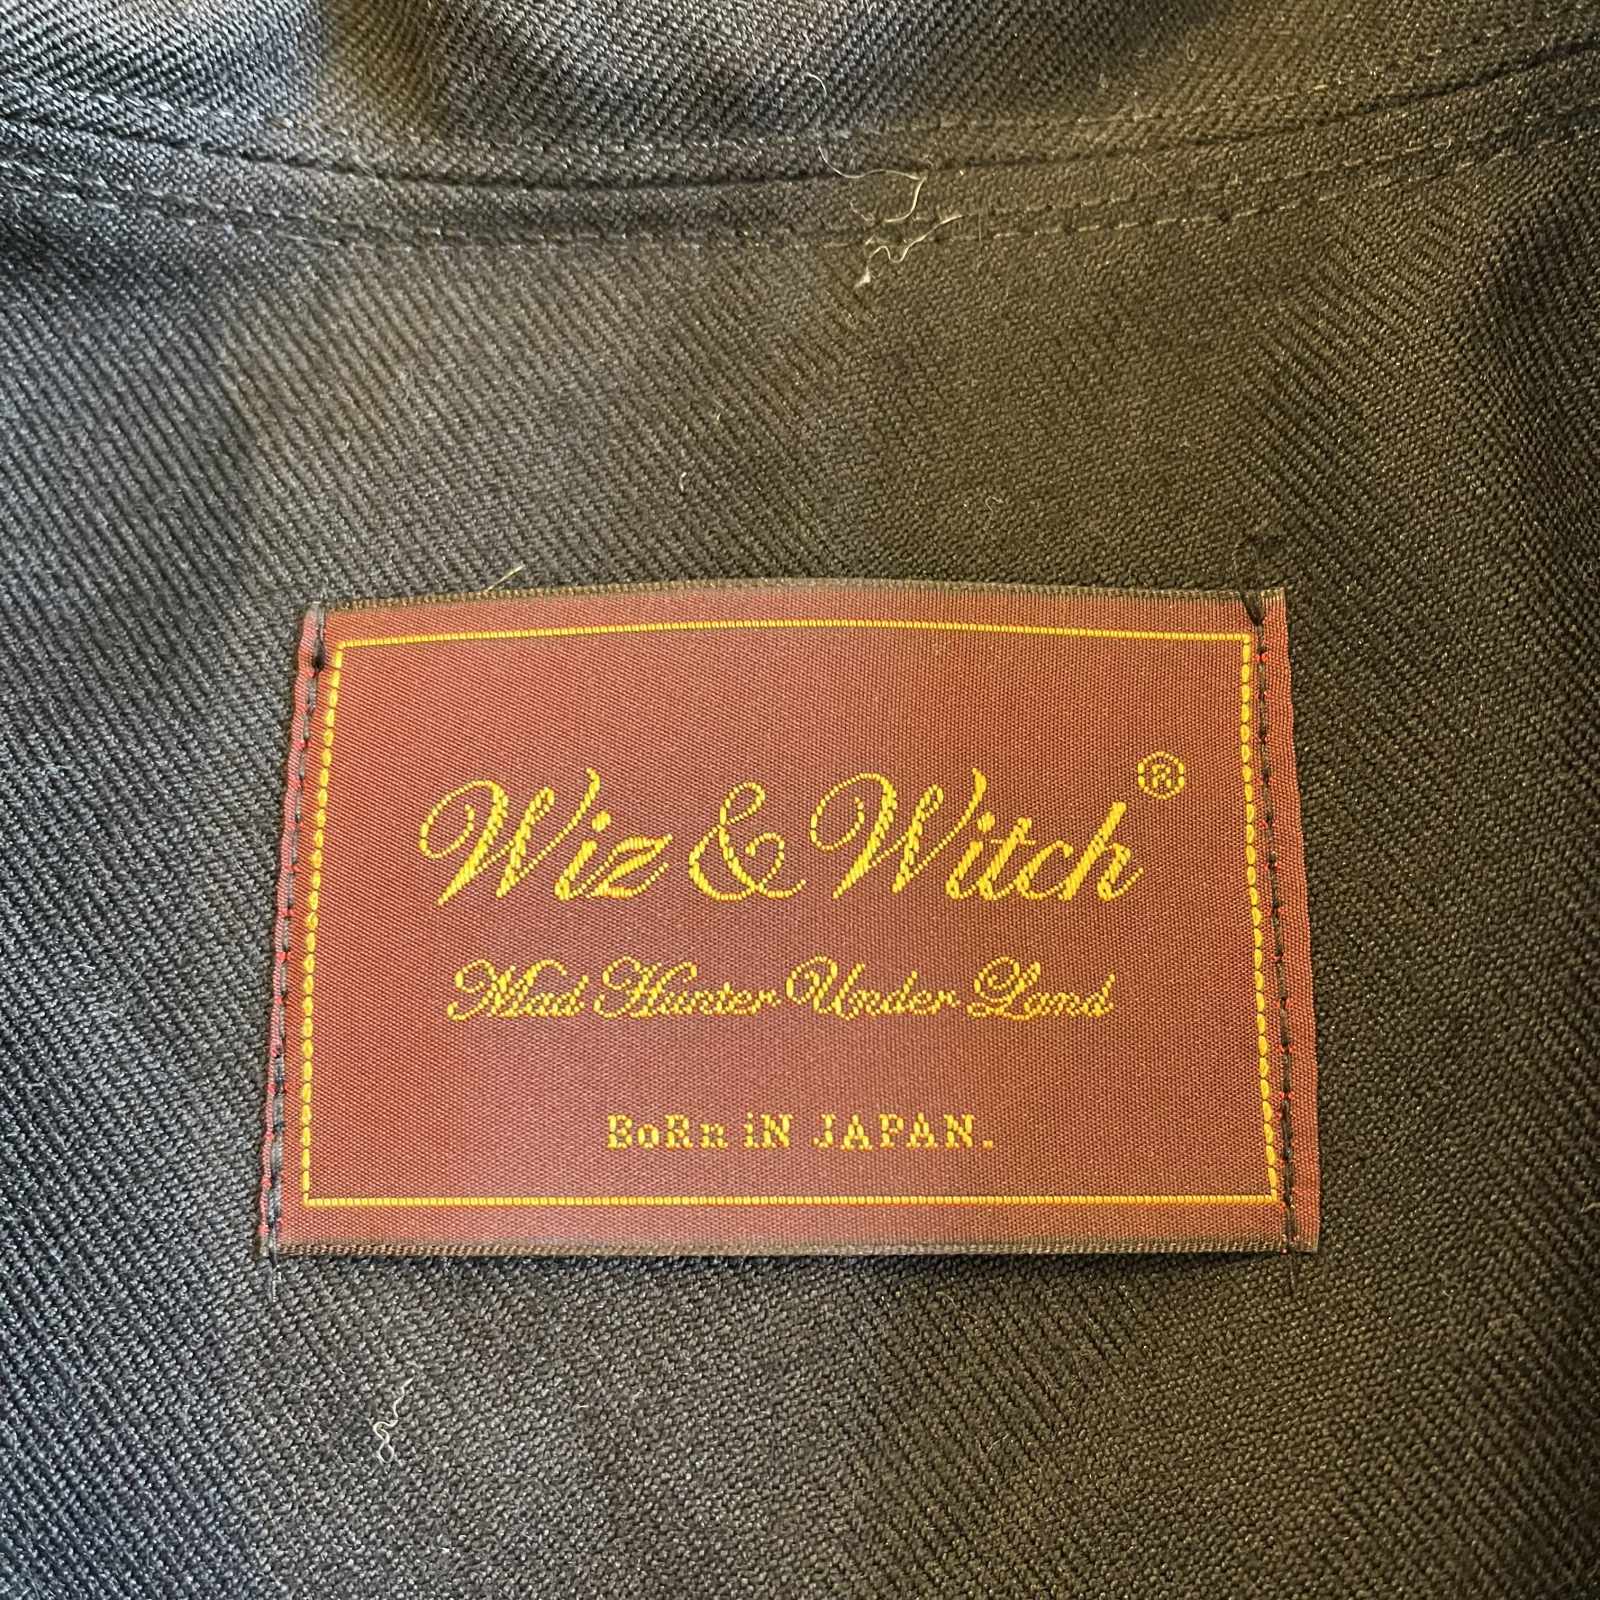 Wiz & Witch®
Mad Hunter Under Land
BoRn iN JAPAN.